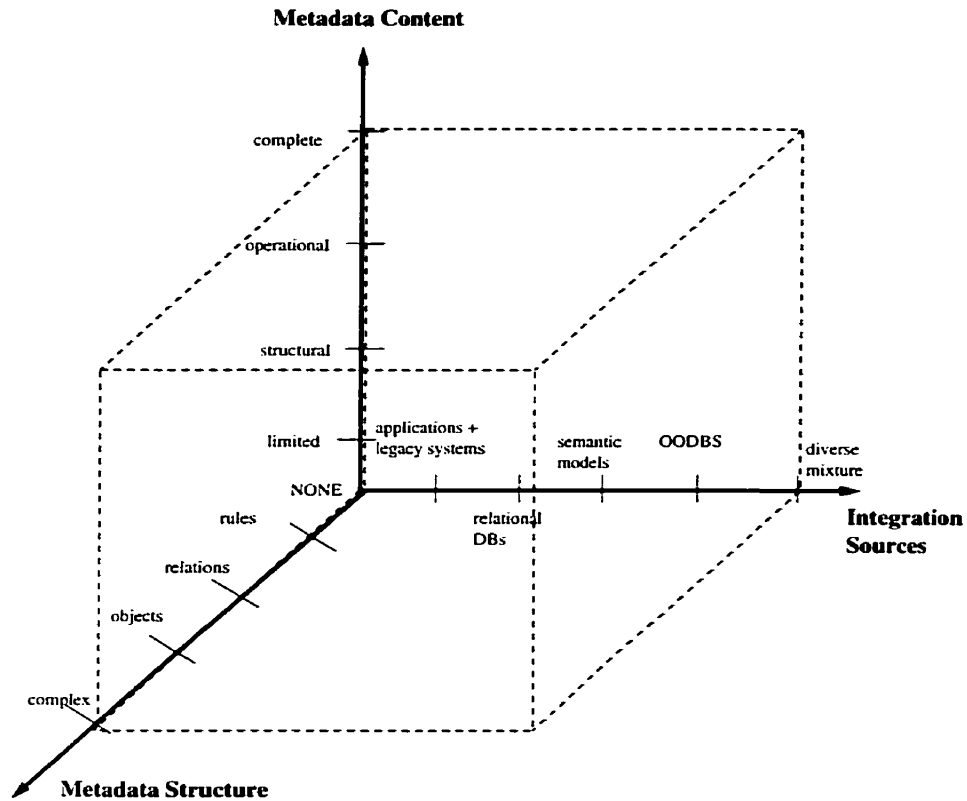 Metadata Content
complete
operational
structural
limited
applications +
legacy systems
semantic
models
OODBS
diverse
mixture
NONE
relational
DBs
Integration
Sources
rules
relations
objects
complex
Metadata Structure